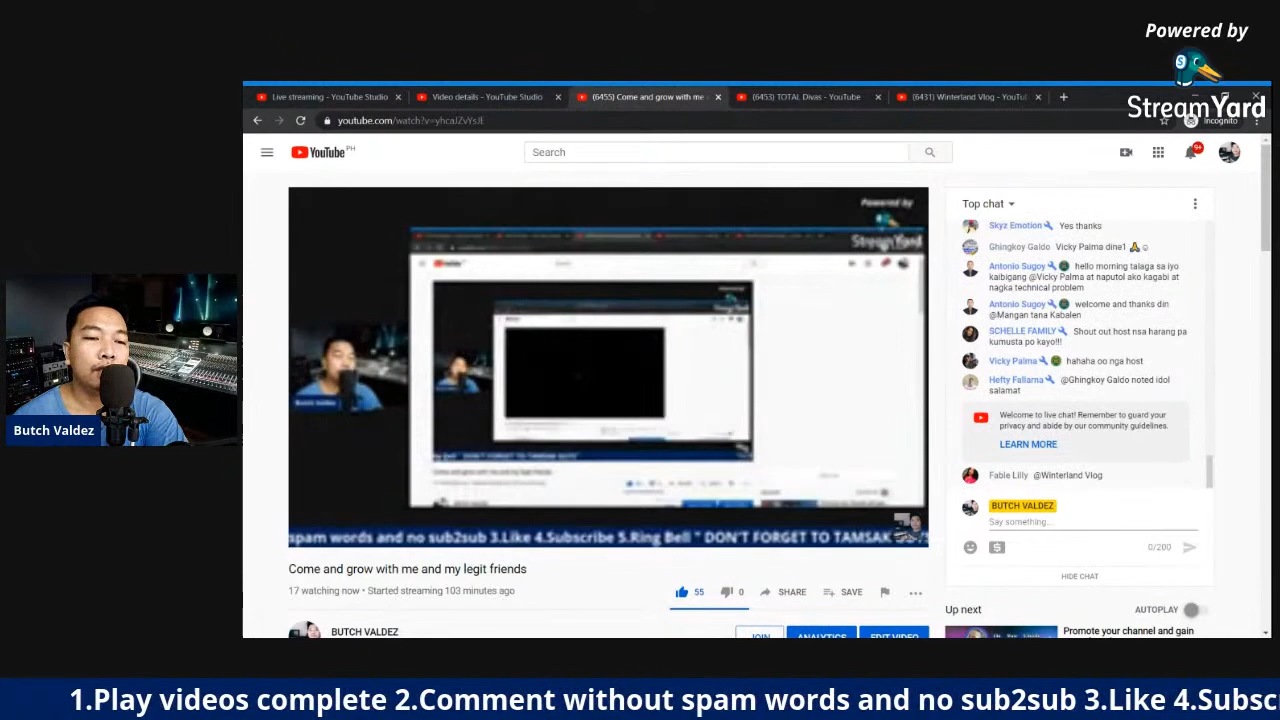 Powered by
StreamYard
Live streaming - YouTube Studio
Video details - YouTube Studio
(6455) Come and grow with me
(6453) TOTAL Divas - YouTube
(6431) Winterland Vlog - YouTu
youtube.com/watch?v=yhcaJZvYsJE
Incognito
YouTube PH
Search
9+
Top chat
Skyz Emotion Yes thanks
Ghingkoy Galdo Vicky Palma dine1
Antonio Sugoy hello morning talaga sa iyo
kaibigang @Vicky Palma at naputol ako kagabi at
nagka technical problem
Antonio Sugoy welcome and thanks din
@Mangan tana Kabalen
SCHELLE FAMILY Shout out host nsa harang pa
kumusta po kayo!!!
Vicky Palma hahaha oo nga host
Hefty Fallarna @Ghingkoy Galdo noted idol
salamat
Welcome to live chat! Remember to guard your
privacy and abide by our community guidelines.
LEARN MORE
Fable Lilly @Winterland Vlog
BUTCH VALDEZ
Say something...
0/200
HIDE CHAT
Powered by
StreamYard
Butch Valdez
spam words and no sub2sub 3.Like 4.Subscribe 5.Ring Bell " DON'T FORGET TO TAMSAK
Come and grow with me and my legit friends
17 watching now • Started streaming 103 minutes ago
55
0
SHARE
SAVE
Up next
AUTOPLAY
BUTCH VALDEZ
JOIN
ANALYTICS
EDIT VIDEO
Promote your channel and gain
Butch Valdez
1.Play videos complete 2.Comment without spam words and no sub2sub 3.Like 4.Subsc